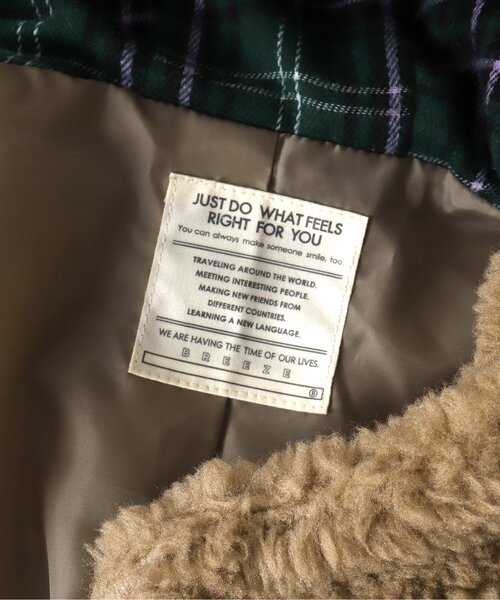 JUST DO WHAT FEELS
RIGHT FOR YOU
You can always make someone smile, too.
TRAVELING AROUND THE WORLD.
MEETING INTERESTING PEOPLE.
MAKING NEW FRIENDS FROM
DIFFERENT COUNTRIES.
LEARNING A NEW LANGUAGE.
WE ARE HAVING THE TIME OF OUR LIVES.
BREEZE
®